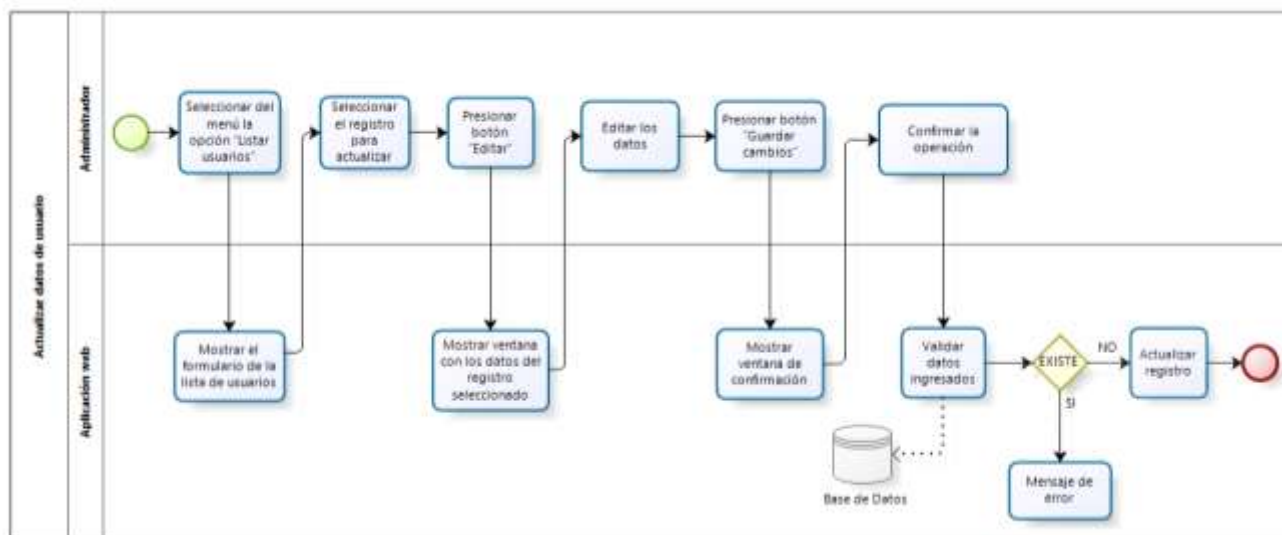 Actualizar datos de usuario
Administrador
Seleccionar del
menú la
opción "Listar
usuarios"
Seleccionar
el registro
para
actualizar
Presionar
botón
"Editar"
Editar los
datos
Presionar botón
"Guardar
cambios"
Confirmar la
operación
Aplicación web
Mostrar el
formulario de la
lista de usuarios
Mostrar ventana
con los datos del
registro
seleccionado
Mostrar
ventana de
confirmación
Validar
datos
ingresados
EXISTE
NO
Actualizar
registro
SI
Mensaje de
error
Base de Datos